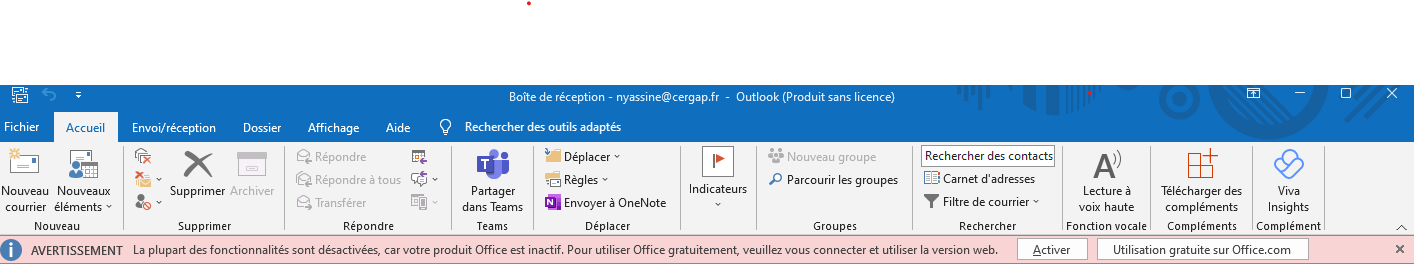 Boîte de réception - nyassine@cergap.fr - Outlook (Produit sans licence)
Fichier Accueil Envoi/réception Dossier Affichage Aide Rechercher des outils adaptés
Nouveau courrier
Nouveaux éléments
Nouveau
Supprimer
Archiver
Supprimer
Répondre
Répondre à tous
Transférer
Répondre
Partager dans Teams
Teams
Déplacer
Règles
Envoyer à OneNote
Déplacer
Indicateurs
Nouveau groupe
Parcourir les groupes
Groupes
Rechercher des contacts
Carnet d'adresses
Filtre de courrier
Rechercher
Lecture à voix haute
Fonction vocale
Télécharger des compléments
Compléments
Viva Insights
Complément
AVERTISSEMENT La plupart des fonctionnalités sont désactivées, car votre produit Office est inactif. Pour utiliser Office gratuitement, veuillez vous connecter et utiliser la version web. Activer Utilisation gratuite sur Office.com